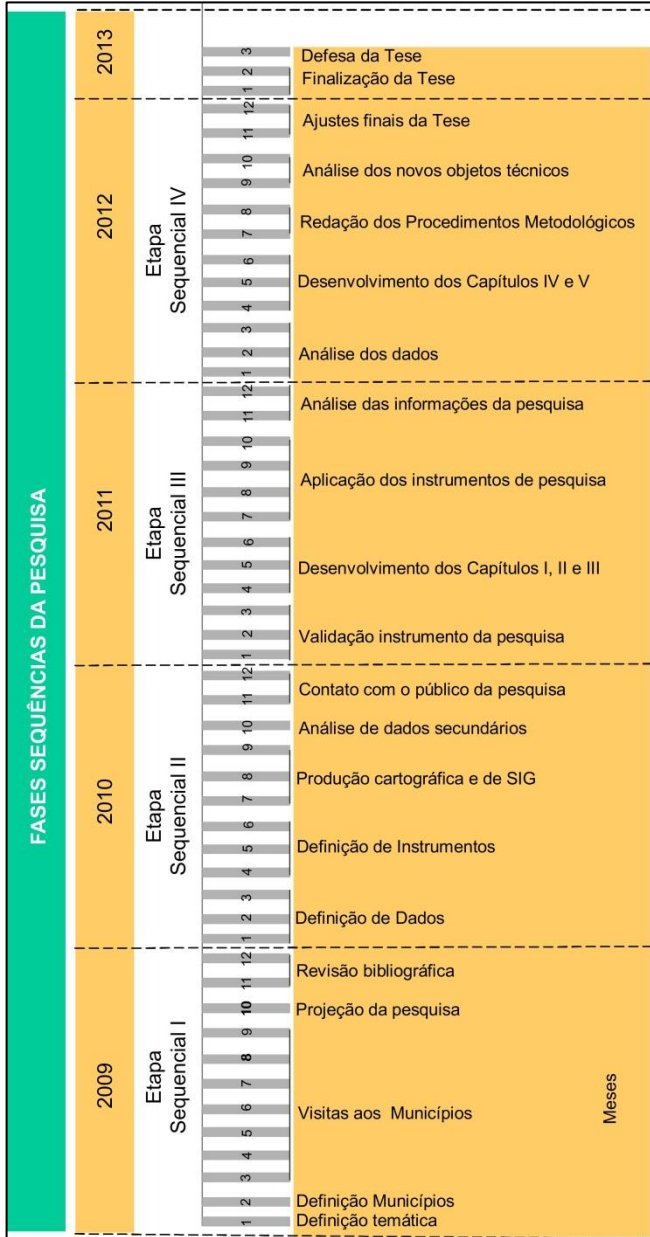 FASES SEQUÊNCIAS DA PESQUISA
2009
Etapa
Sequencial I
1
2
3
4
5
6
7
8
9
10
11
12
Definição temática
Definição Municípios
Visitas aos Municípios
Projeção da pesquisa
Revisão bibliográfica
Meses
2010
Etapa
Sequencial II
1
2
3
4
5
6
7
8
9
10
11
12
Definição de Dados
Definição de Instrumentos
Produção cartográfica e de SIG
Análise de dados secundários
Contato com o público da pesquisa
2011
Etapa
Sequencial III
1
2
3
4
5
6
7
8
9
10
11
12
Validação instrumento da pesquisa
Desenvolvimento dos Capítulos I, II e III
Aplicação dos instrumentos de pesquisa
Análise das informações da pesquisa
2012
Etapa
Sequencial IV
1
2
3
4
5
6
7
8
9
10
11
12
Análise dos dados
Desenvolvimento dos Capítulos IV e V
Redação dos Procedimentos Metodológicos
Análise dos novos objetos técnicos
Ajustes finais da Tese
2013
1
2
3
Finalização da Tese
Defesa da Tese